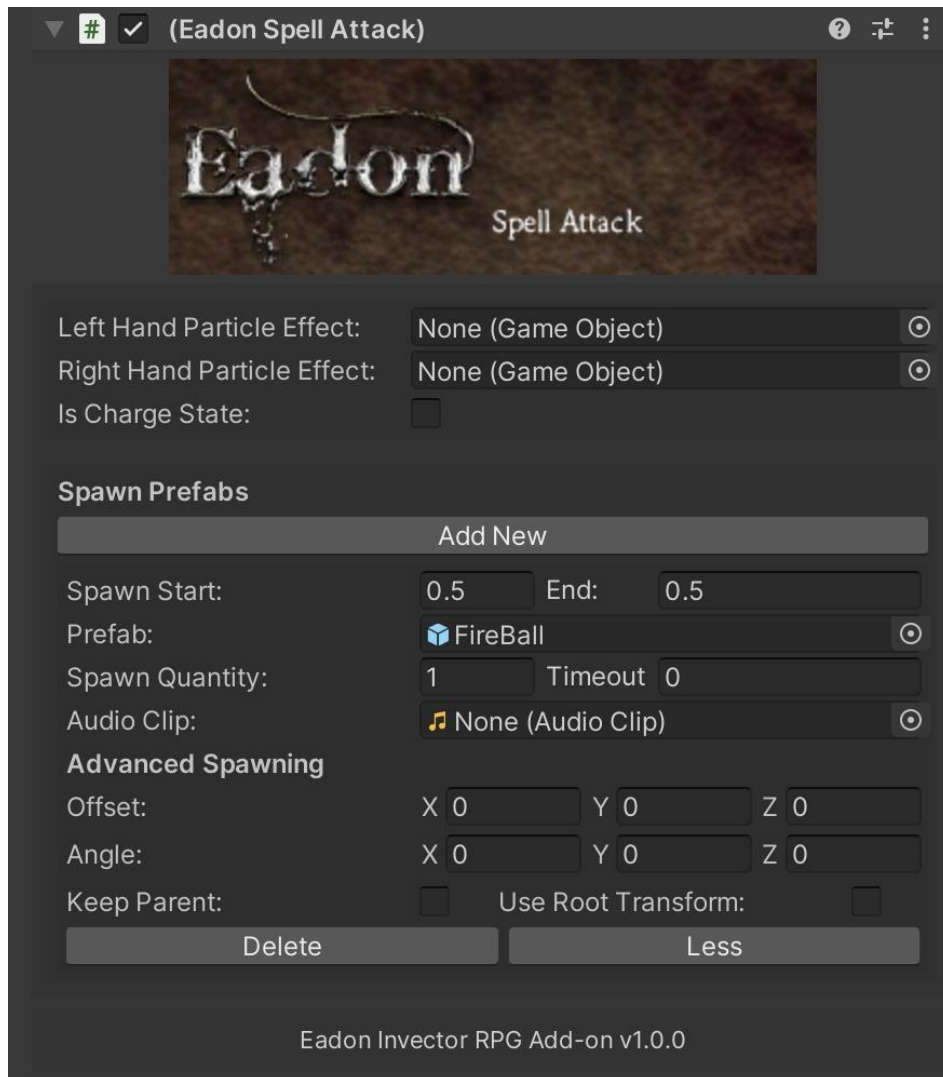 # (Eadon Spell Attack)
Eadon
Spell Attack
Left Hand Particle Effect: None (Game Object)
Right Hand Particle Effect: None (Game Object)
Is Charge State:
Spawn Prefabs
Add New
Spawn Start: 0.5 End: 0.5
Prefab: FireBall
Spawn Quantity: 1 Timeout 0
Audio Clip: None (Audio Clip)
Advanced Spawning
Offset: X 0 Y 0 Z 0
Angle: X 0 Y 0 Z 0
Keep Parent: Use Root Transform:
Delete Less
Eadon Invector RPG Add-on v1.0.0